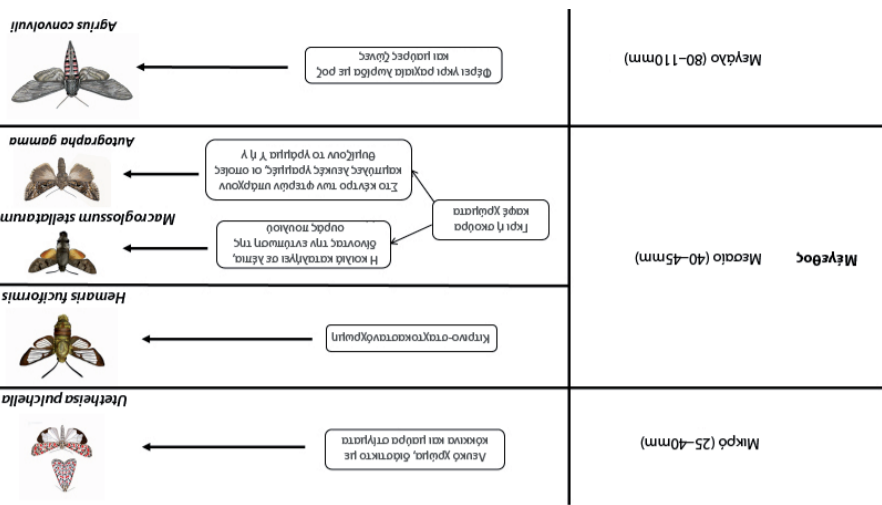 Μικρό (25–40mm)
Λευκό χρώμα, διάστικτο με
κόκκινα και μαύρα στίγματα
Utetheisa pulchella
Μέγεθος
Μεσαίο (40–45mm)
Κιτρινο-σταχτοκαστανόχρωμη
Hemaris fuciformis
Γκρι ή σκούρα
καφέ χρώματα
Η κοιλιά καταλήγει σε λέπια,
δίνοντας την εντύπωση της
ουράς πουλιού
Macroglossum stellatarum
Στο κέντρο των φτερών υπάρχουν
καμπύλες λευκές γραμμές, οι οποίες
θυμίζουν το γράμμα Υ ή γ
Autographa gamma
Μεγάλο (80–110mm)
Φέρει γκρι ραχιαία λωρίδα με ροζ
και μαύρες ζώνες
Agrius convolvuli